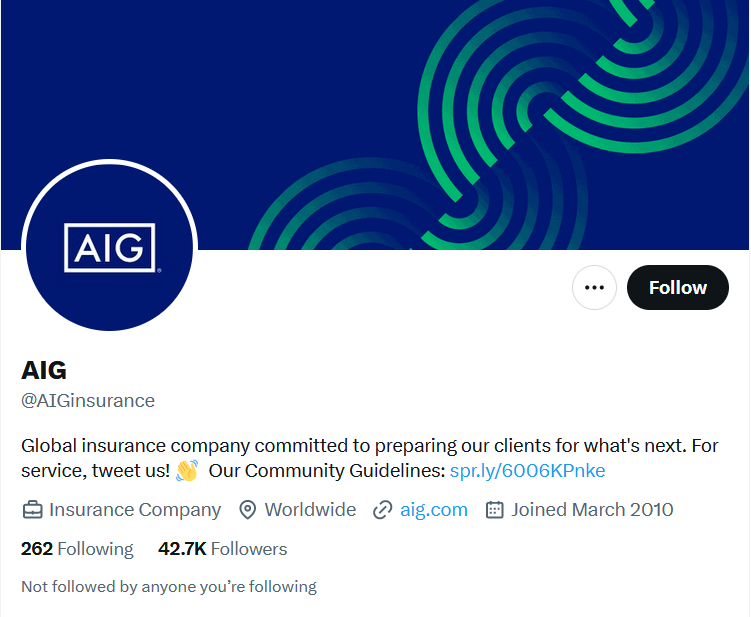 AIG
Follow
AIG
@AIGinsurance
Global insurance company committed to preparing our clients for what's next. For
service, tweet us! 👋 Our Community Guidelines: spr.ly/6006KPnke
Insurance Company Worldwide aig.com Joined March 2010
262 Following 42.7K Followers
Not followed by anyone you’re following